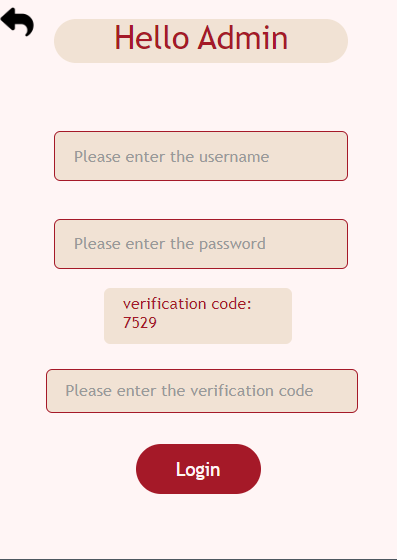 Hello Admin
Please enter the username
Please enter the password
verification code:
7529
Please enter the verification code
Login